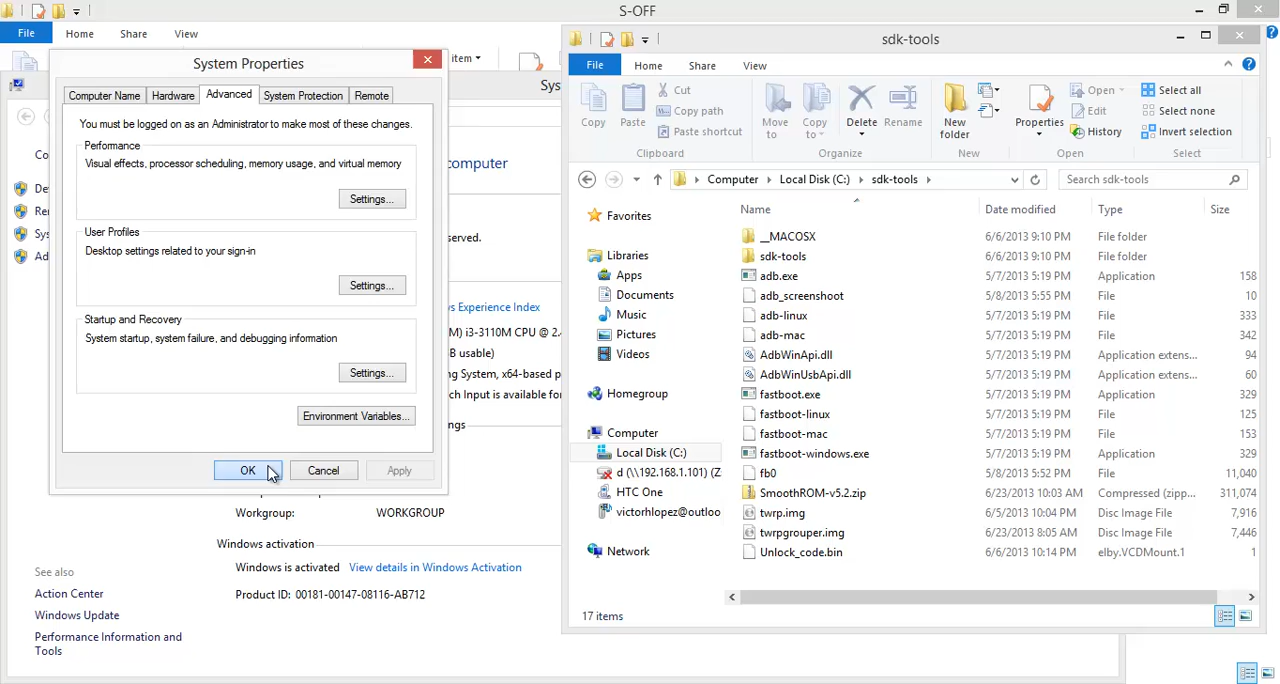 S-OFF
File Home Share View
item
Sys
System Properties
Computer Name Hardware Advanced System Protection Remote
You must be logged on as an Administrator to make most of these changes.
Performance
Visual effects, processor scheduling, memory usage, and virtual memory
Settings...
User Profiles
Desktop settings related to your sign-in
Settings...
Startup and Recovery
System startup, system failure, and debugging information
Settings...
Environment Variables...
OK Cancel Apply
Co
De
Re
Sys
Ad
computer
served.
s Experience Index
M) i3-3110M CPU @ 2.4
B usable)
ng System, x64-based p
ch Input is available for
ngs
Workgroup: WORKGROUP
Windows activation
Windows is activated View details in Windows Activation
Product ID: 00181-00147-08116-AB712
See also
Action Center
Windows Update
Performance Information and
Tools
sdk-tools
File Home Share View
Copy Paste Cut Copy path Paste shortcut
Clipboard
Move to Copy to Delete Rename
Organize
New folder
New
Properties Open Edit History
Open
Select all Select none Invert selection
Select
Computer Local Disk (C:) sdk-tools
Search sdk-tools
Favorites
Libraries
Apps
Documents
Music
Pictures
Videos
Homegroup
Computer
Local Disk (C:)
d (\\192.168.1.101) (Z
HTC One
victorhlopez@outloo
Network
Name Date modified Type Size
__MACOSX 6/6/2013 9:10 PM File folder
sdk-tools 6/6/2013 9:10 PM File folder
adb.exe 5/7/2013 5:19 PM Application 158
adb_screenshot 5/8/2013 5:55 PM File 10
adb-linux 5/7/2013 5:19 PM File 333
adb-mac 5/7/2013 5:19 PM File 342
AdbWinApi.dll 5/7/2013 5:19 PM Application extens... 94
AdbWinUsbApi.dll 5/7/2013 5:19 PM Application extens... 60
fastboot.exe 5/7/2013 5:19 PM Application 329
fastboot-linux 5/7/2013 5:19 PM File 125
fastboot-mac 5/7/2013 5:19 PM File 153
fastboot-windows.exe 5/7/2013 5:19 PM Application 329
fb0 5/8/2013 5:52 PM File 11,040
SmoothROM-v5.2.zip 6/23/2013 10:03 AM Compressed (zipp... 311,074
twrp.img 6/5/2013 10:04 PM Disc Image File 7,916
twrpgrouper.img 6/23/2013 8:05 AM Disc Image File 7,446
Unlock_code.bin 6/6/2013 10:14 PM elby.VCDMount.1 1
17 items